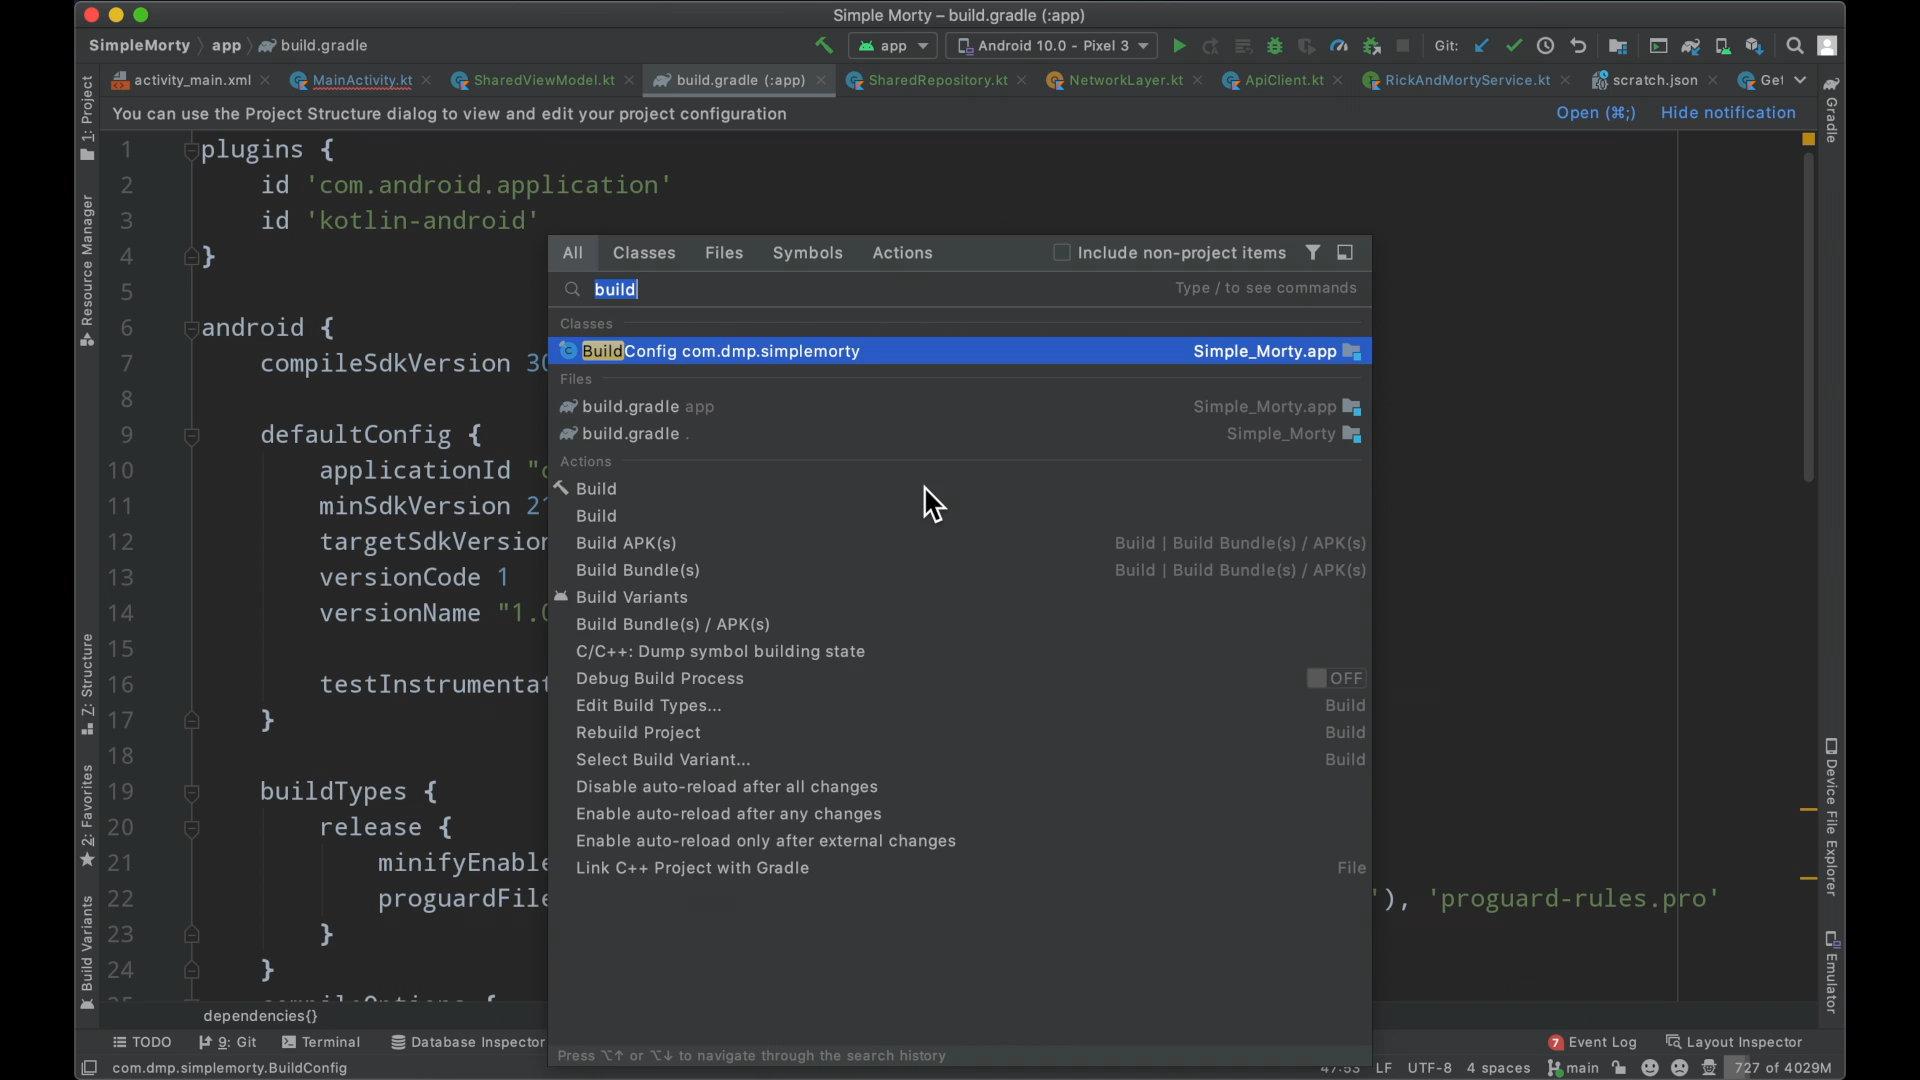 Simple Morty – build.gradle (:app)
SimpleMorty app build.gradle
app Android 10.0 - Pixel 3 Git:
activity_main.xml MainActivity.kt SharedViewModel.kt build.gradle (:app) SharedRepository.kt NetworkLayer.kt ApiClient.kt RickAndMortyService.kt scratch.json Get
You can use the Project Structure dialog to view and edit your project configuration Open (⌘;) Hide notification
1: Project
Resource Manager
Z: Structure
2: Favorites
Build Variants
1 plugins {
2 id 'com.android.application'
3 id 'kotlin-android'
4 }
5
6 android {
7 compileSdkVersion 30
8
9 defaultConfig {
10 applicationId "c
11 minSdkVersion 21
12 targetSdkVersion
13 versionCode 1
14 versionName "1.0
15
16 testInstrumentat
17 }
18
19 buildTypes {
20 release {
21 minifyEnable
22 proguardFile '), 'proguard-rules.pro'
23 }
24 }
All Classes Files Symbols Actions Include non-project items
build Type / to see commands
Classes
BuildConfig com.dmp.simplemorty Simple_Morty.app
Files
build.gradle app Simple_Morty.app
build.gradle . Simple_Morty
Actions
Build
Build
Build APK(s) Build | Build Bundle(s) / APK(s)
Build Bundle(s) Build | Build Bundle(s) / APK(s)
Build Variants
Build Bundle(s) / APK(s)
C/C++: Dump symbol building state
Debug Build Process OFF
Edit Build Types... Build
Rebuild Project Build
Select Build Variant... Build
Disable auto-reload after all changes
Enable auto-reload after any changes
Enable auto-reload only after external changes
Link C++ Project with Gradle File
Press ⌥↑ or ⌥↓ to navigate through the search history
Gradle
Device File Explorer
Emulator
dependencies{}
TODO 9: Git Terminal Database Inspector 7 Event Log Layout Inspector
com.dmp.simplemorty.BuildConfig 47:53 LF UTF-8 4 spaces main 727 of 4029M